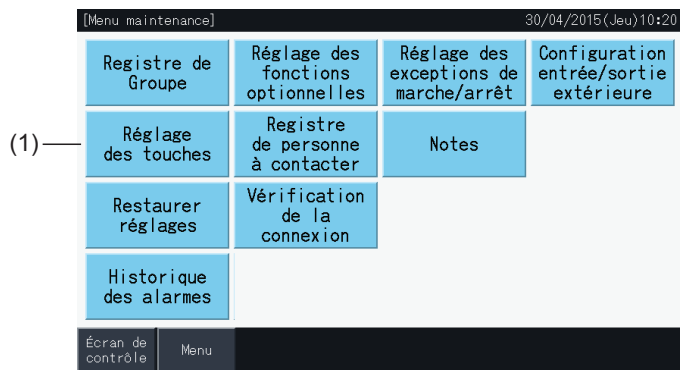 [Menu maintenance] 30/04/2015(Jeu)10:20
Registre de
Groupe
Réglage des
fonctions
optionnelles
Réglage des
exceptions de
marche/arrêt
Configuration
entrée/sortie
extérieure
(1)
Réglage
des touches
Registre
de personne
à contacter
Notes
Restaurer
réglages
Vérification
de la
connexion
Historique
des alarmes
Écran de
contrôle
Menu